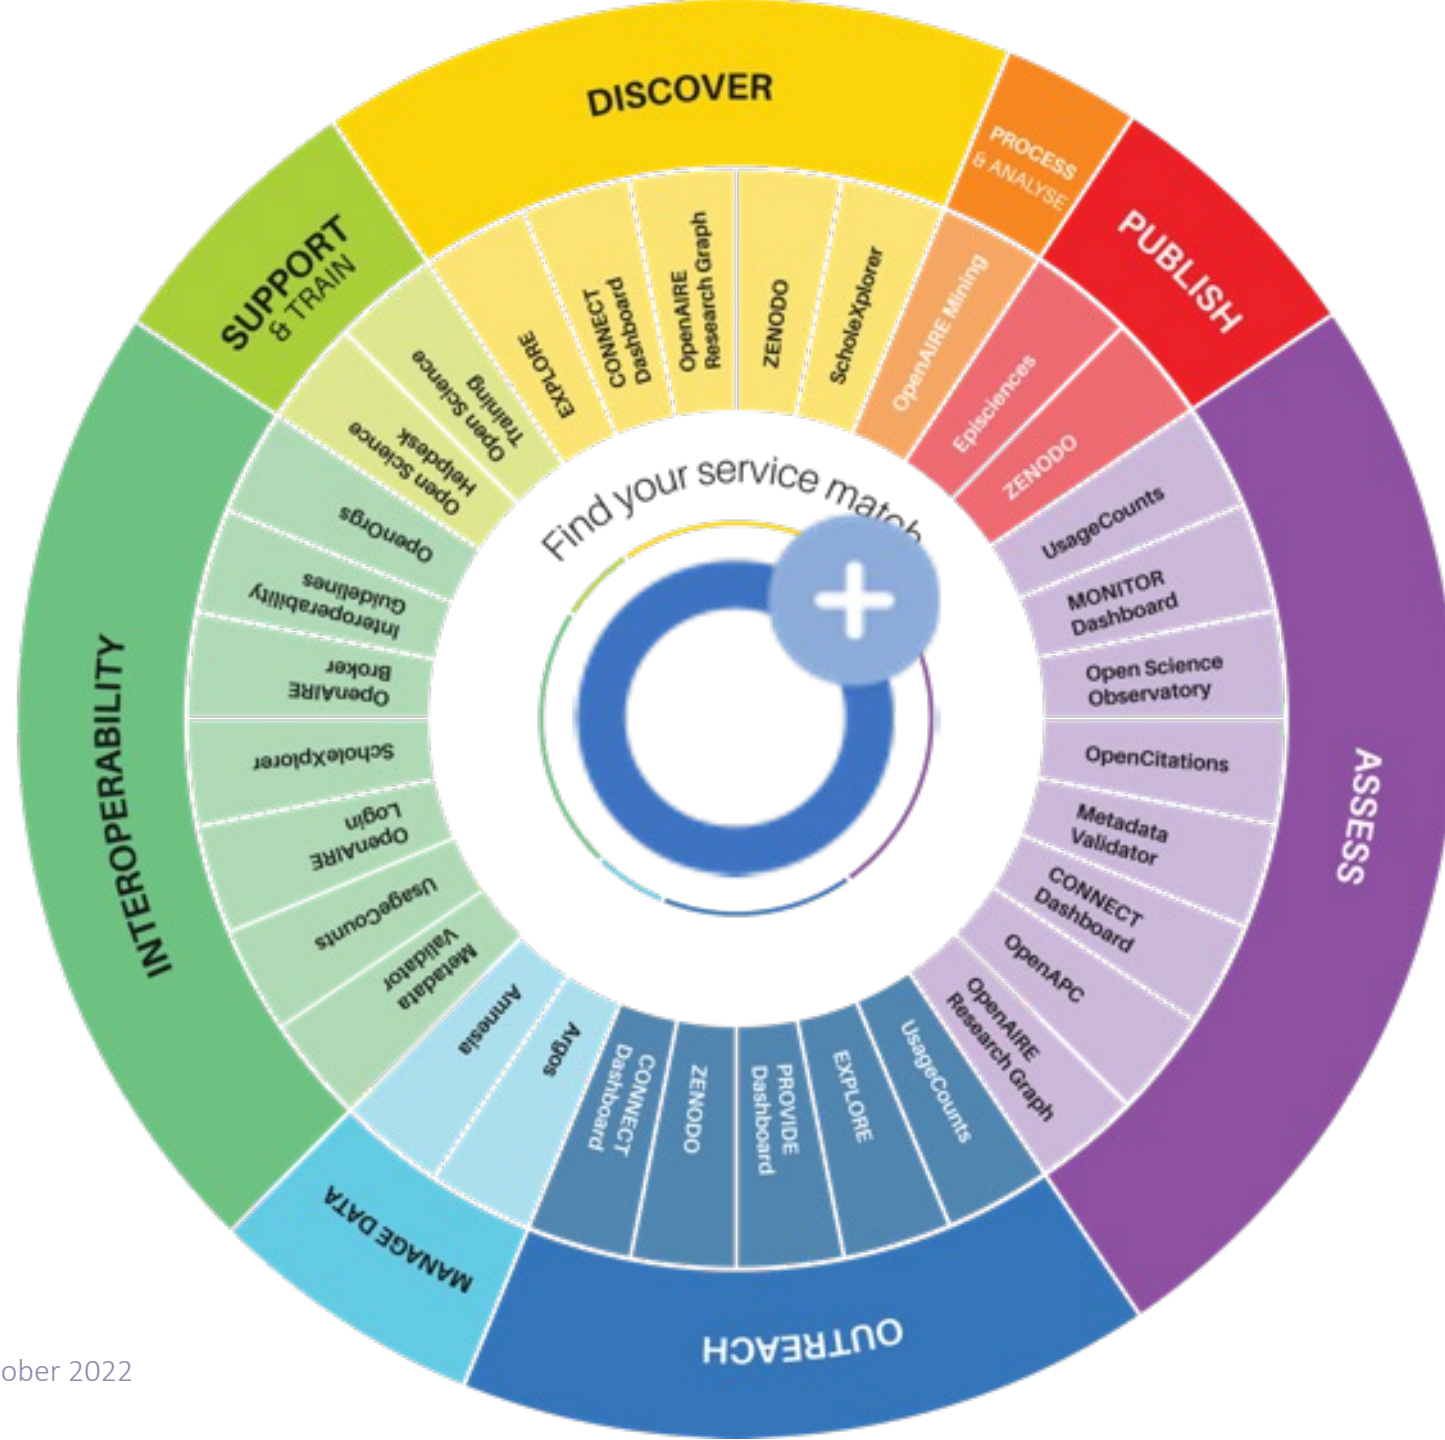 DISCOVER
EXPLORE
CONNECT
Dashboard
OpenAIRE
Research Graph
ZENODO
ScholeXplorer
PROCESS
& ANALYSE
OpenAIRE Mining
PUBLISH
Episciences
ZENODO
ASSESS
UsageCounts
MONITOR
Dashboard
Open Science
Observatory
OpenCitations
Metadada
Validator
CONNECT
Dashboard
OpenAPC
OpenAIRE
Research Graph
OUTREACH
UsageCounts
EXPLORE
PROVIDE
Dashboard
ZENODO
CONNECT
Dashboard
MANAGE DATA
Argos
Amnesia
INTEROPERABILITY
Metadata
Validator
UsageCounts
OpenAIRE
Login
ScholeXplorer
OpenAIRE
Broker
Interoperability
Guidelines
OpenOrgs
SUPPORT
& TRAIN
Open Science
Helpdesk
Open Science
Training
Find your service match
ober 2022